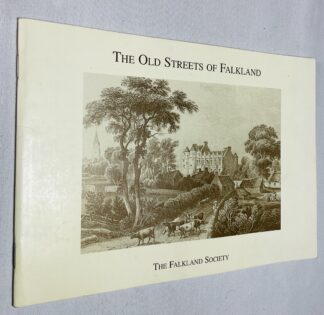 THE OLD STREETS OF FALKLAND
THE FALKLAND SOCIETY